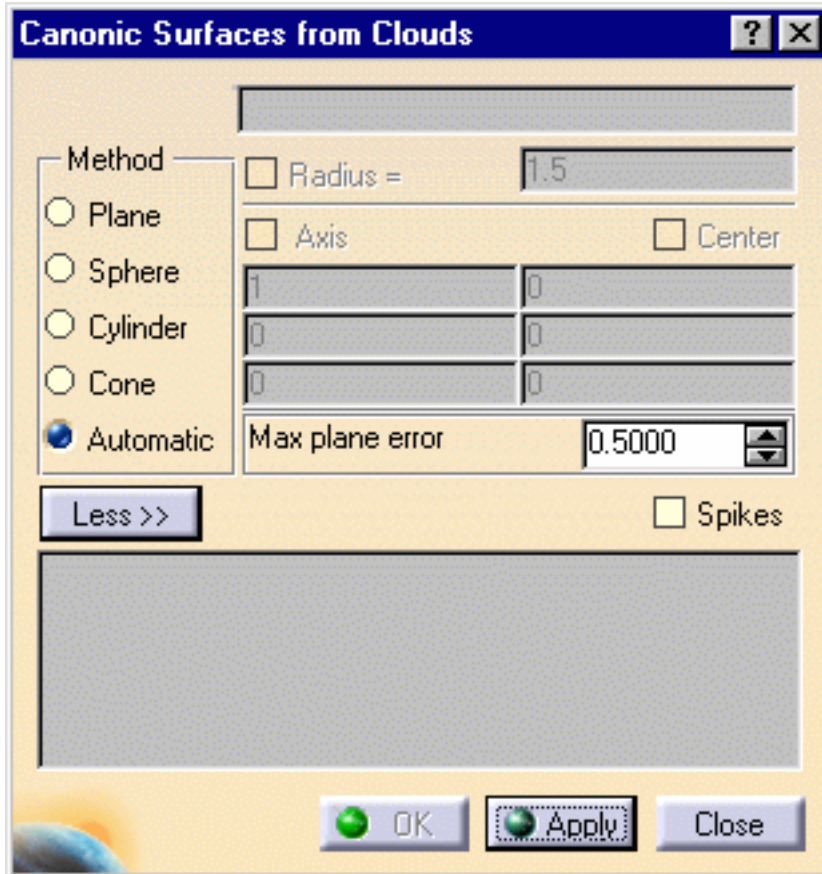 Canonic Surfaces from Clouds ?
Method
Radius = 1.5
Plane
Axis Center
Sphere
1 0
Cylinder
0 0
Cone
0 0
Automatic
Max plane error 0.5000
Less >> Spikes
OK Apply Close